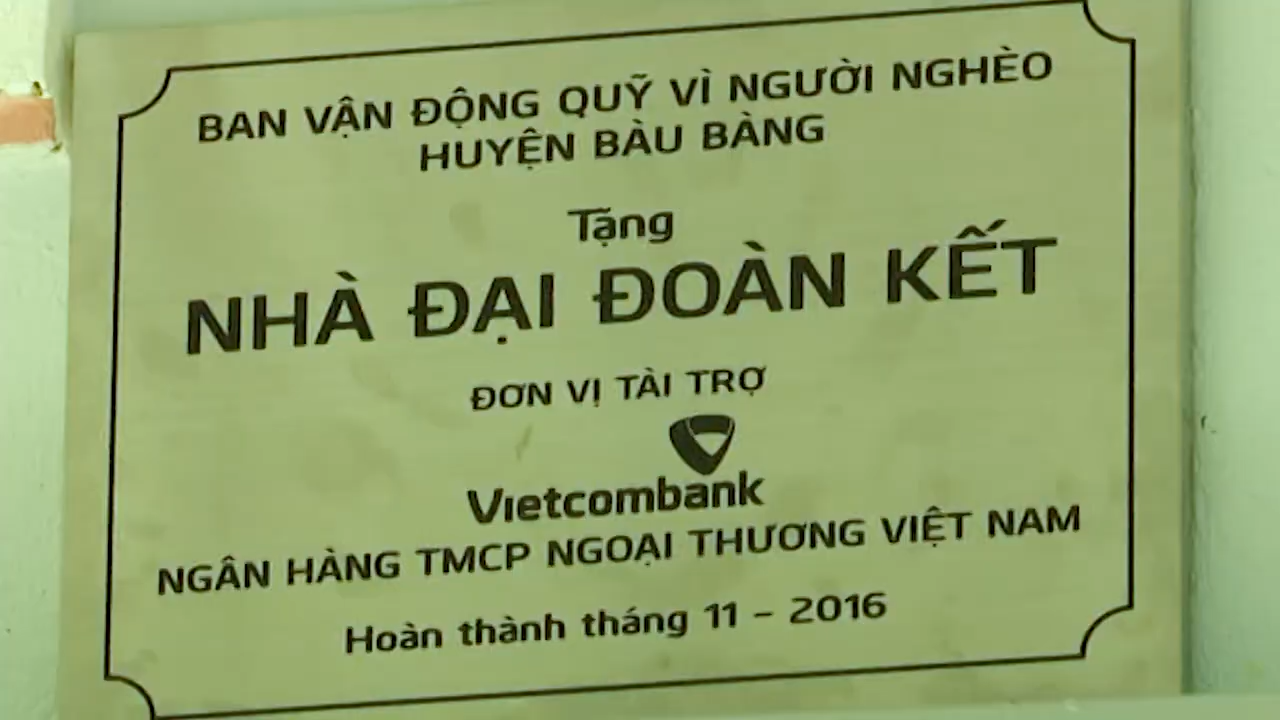 BAN VẬN ĐỘNG QUỸ VÌ NGƯỜI NGHÈO
HUYỆN BÀU BÀNG
Tặng
NHÀ ĐẠI ĐOÀN KẾT
ĐƠN VỊ TÀI TRỢ
Vietcombank
NGÂN HÀNG TMCP NGOẠI THƯƠNG VIỆT NAM
Hoàn thành tháng 11 - 2016